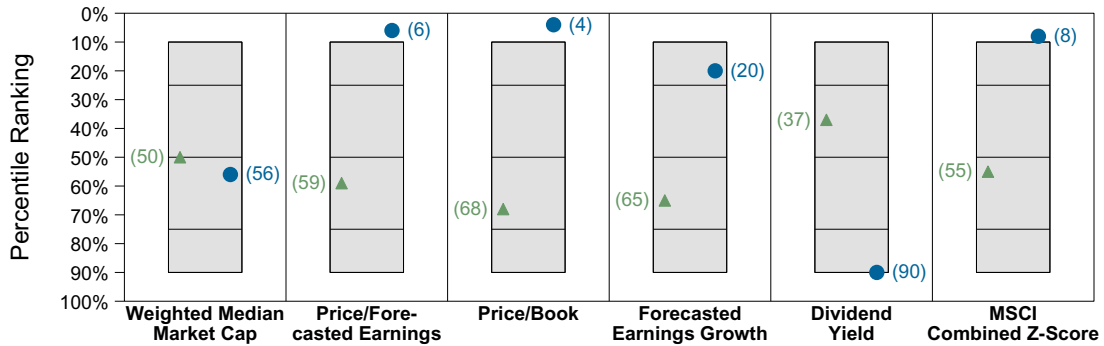 Percentile Ranking
0%
10%
20%
30%
40%
50%
60%
70%
80%
90%
100%
(50)
(56)
(59)
(6)
(68)
(4)
(65)
(20)
(37)
(90)
(55)
(8)
Weighted Median
Market Cap
Price/Fore-
casted Earnings
Price/Book
Forecasted
Earnings Growth
Dividend
Yield
MSCI
Combined Z-Score